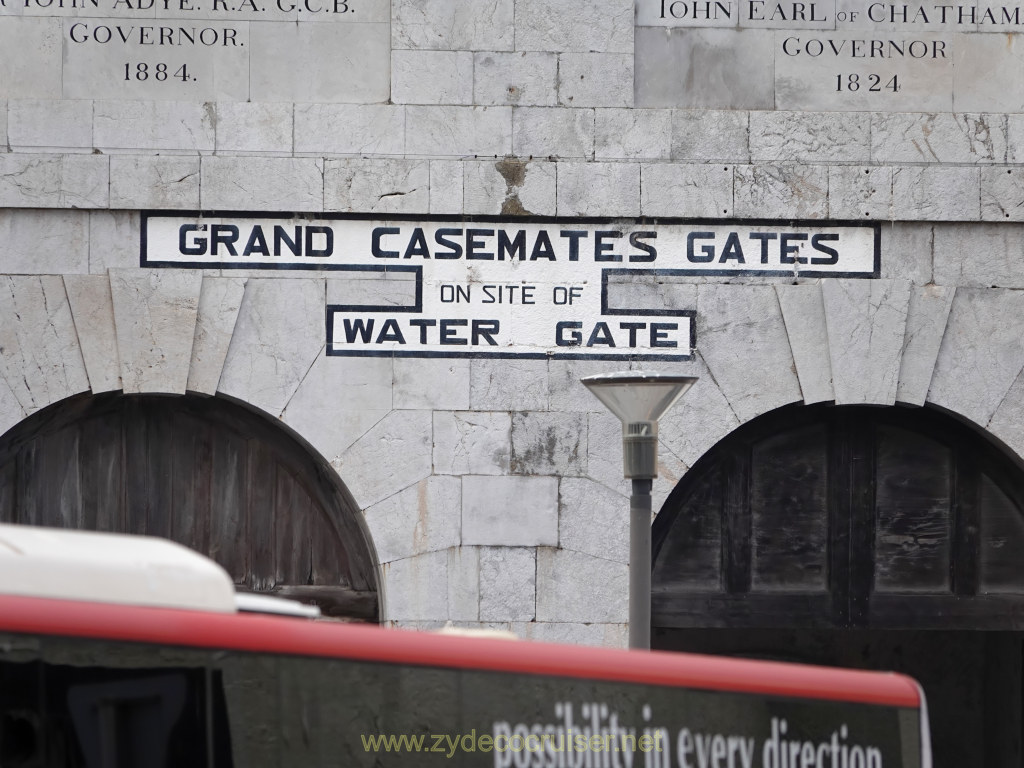 JOHN ADYE. R.A. G.C.B.
GOVERNOR.
1884.
JOHN EARL OF CHATHAM
GOVERNOR
1824
GRAND CASEMATES GATES
ON SITE OF
WATER GATE
possibility in every direction
www.zydecocruiser.net